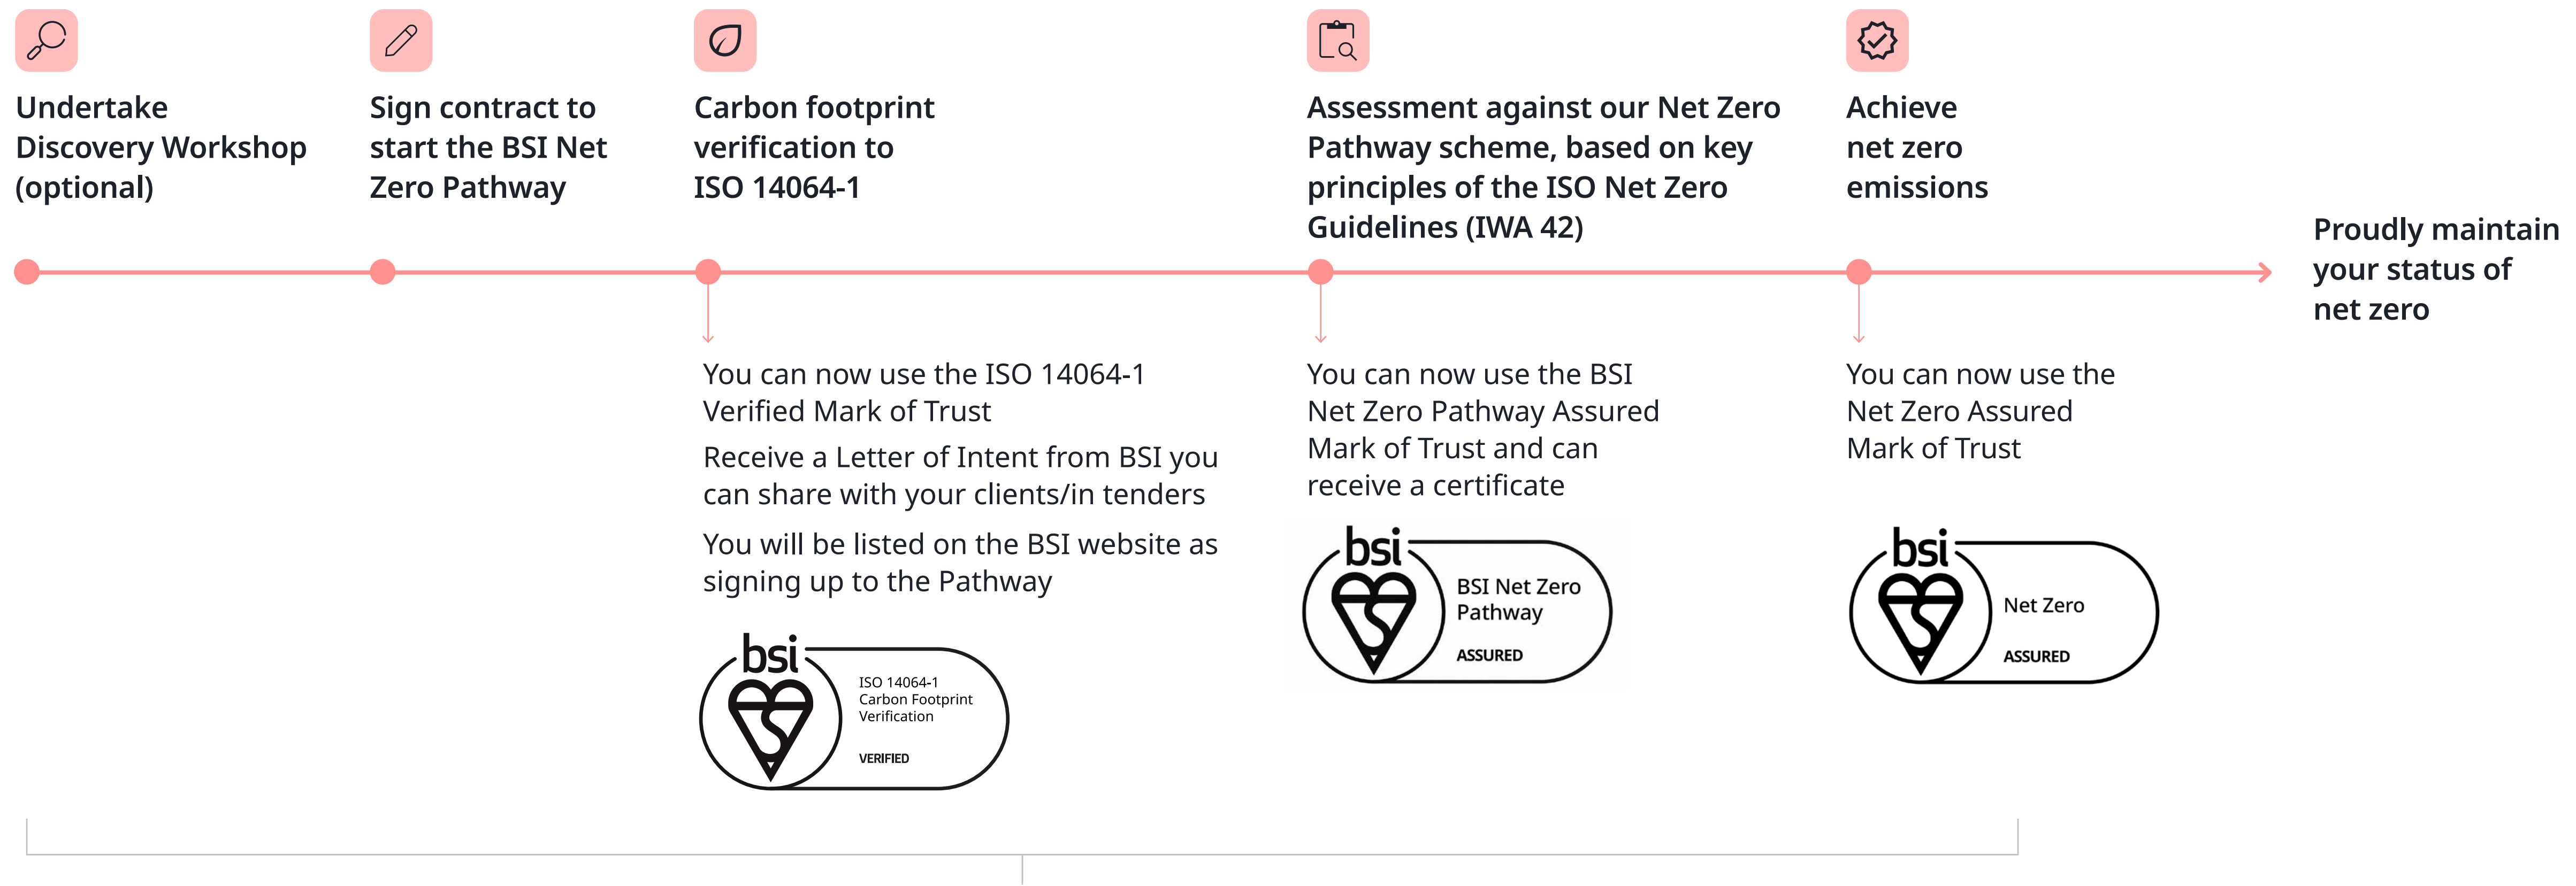 Undertake
Discovery Workshop
(optional)
Sign contract to
start the BSI Net
Zero Pathway
Carbon footprint
verification to
ISO 14064-1
Assessment against our Net Zero
Pathway scheme, based on key
principles of the ISO Net Zero
Guidelines (IWA 42)
Achieve
net zero
emissions
Proudly maintain
your status of
net zero
You can now use the ISO 14064-1
Verified Mark of Trust
Receive a Letter of Intent from BSI you
can share with your clients/in tenders
You will be listed on the BSI website as
signing up to the Pathway
bsi
ISO 14064-1
Carbon Footprint
Verification
VERIFIED
You can now use the BSI
Net Zero Pathway Assured
Mark of Trust and can
receive a certificate
bsi
BSI Net Zero
Pathway
ASSURED
You can now use the
Net Zero Assured
Mark of Trust
bsi
Net Zero
ASSURED